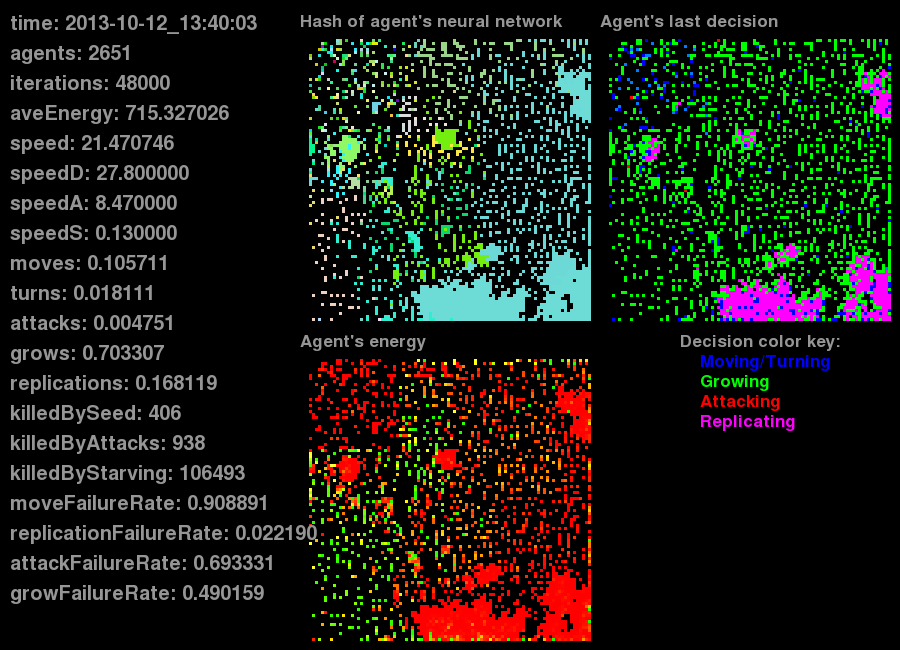 time: 2013-10-12_13:40:03
agents: 2651
iterations: 48000
aveEnergy: 715.327026
speed: 21.470746
speedD: 27.800000
speedA: 8.470000
speedS: 0.130000
moves: 0.105711
turns: 0.018111
attacks: 0.004751
grows: 0.703307
replications: 0.168119
killedBySeed: 406
killedByAttacks: 938
killedByStarving: 106493
moveFailureRate: 0.908891
replicationFailureRate: 0.022190
attackFailureRate: 0.693331
growFailureRate: 0.490159
Hash of agent's neural network
Agent's last decision
Agent's energy
Decision color key:
Moving/Turning
Growing
Attacking
Replicating